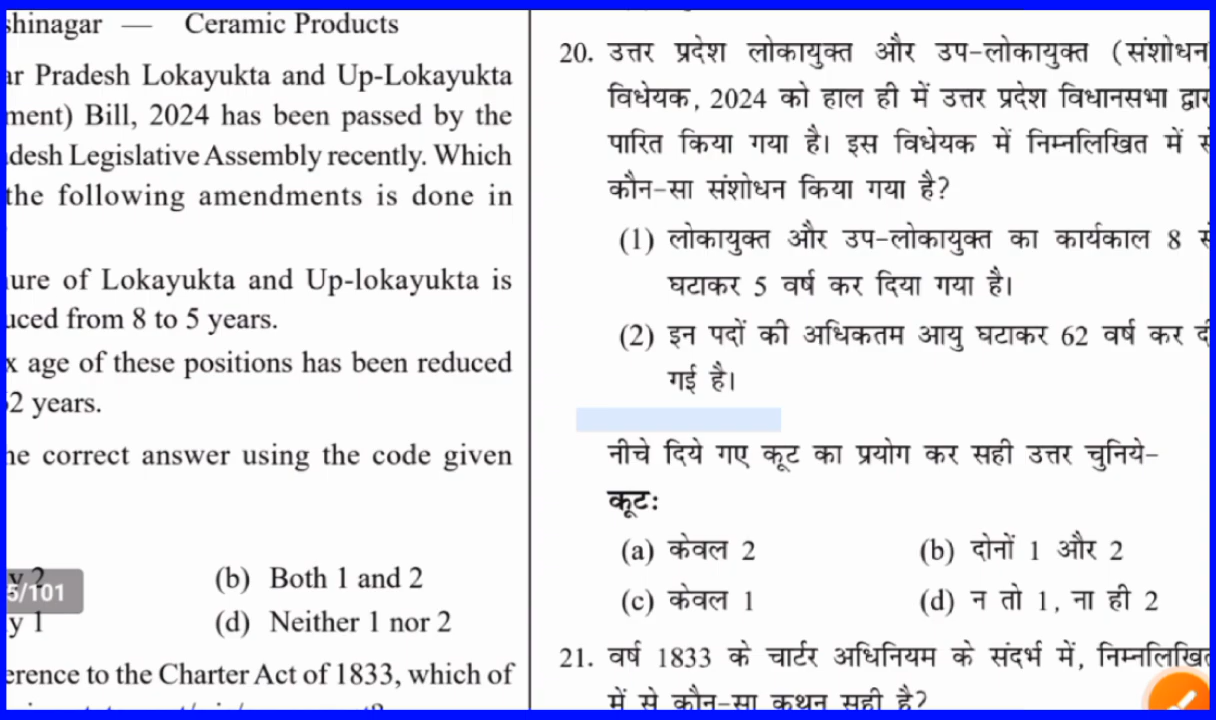 shinagar — Ceramic Products
ar Pradesh Lokayukta and Up-Lokayukta
ment) Bill, 2024 has been passed by the
desh Legislative Assembly recently. Which
the following amendments is done in
ure of Lokayukta and Up-lokayukta is
uced from 8 to 5 years.
x age of these positions has been reduced
62 years.
he correct answer using the code given
y 2
(b) Both 1 and 2
5/101
y 1
(d) Neither 1 nor 2
erence to the Charter Act of 1833, which of
20. उत्तर प्रदेश लोकायुक्त और उप-लोकायुक्त (संशोधन)
विधेयक, 2024 को हाल ही में उत्तर प्रदेश विधानसभा द्वारा
पारित किया गया है। इस विधेयक में निम्नलिखित में से
कौन-सा संशोधन किया गया है?
(1) लोकायुक्त और उप-लोकायुक्त का कार्यकाल 8 से
घटाकर 5 वर्ष कर दिया गया है।
(2) इन पदों की अधिकतम आयु घटाकर 62 वर्ष कर दी
गई है।
नीचे दिये गए कूट का प्रयोग कर सही उत्तर चुनिये-
कूटः
(a) केवल 2
(b) दोनों 1 और 2
(c) केवल 1
(d) न तो 1, ना ही 2
21. वर्ष 1833 के चार्टर अधिनियम के संदर्भ में, निम्नलिखित
में से कौन-सा कथन सही है?